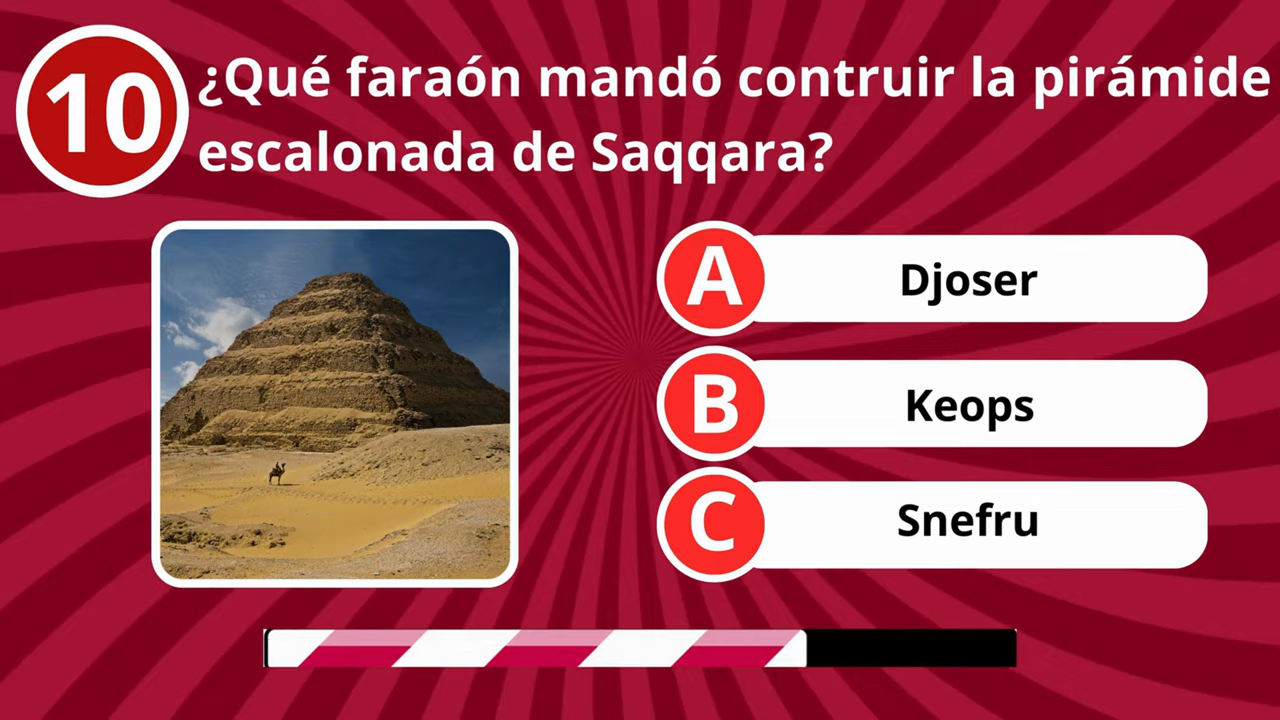 10
¿Qué faraón mandó contruir la pirámide
escalonada de Saqqara?
A Djoser
B Keops
C Snefru